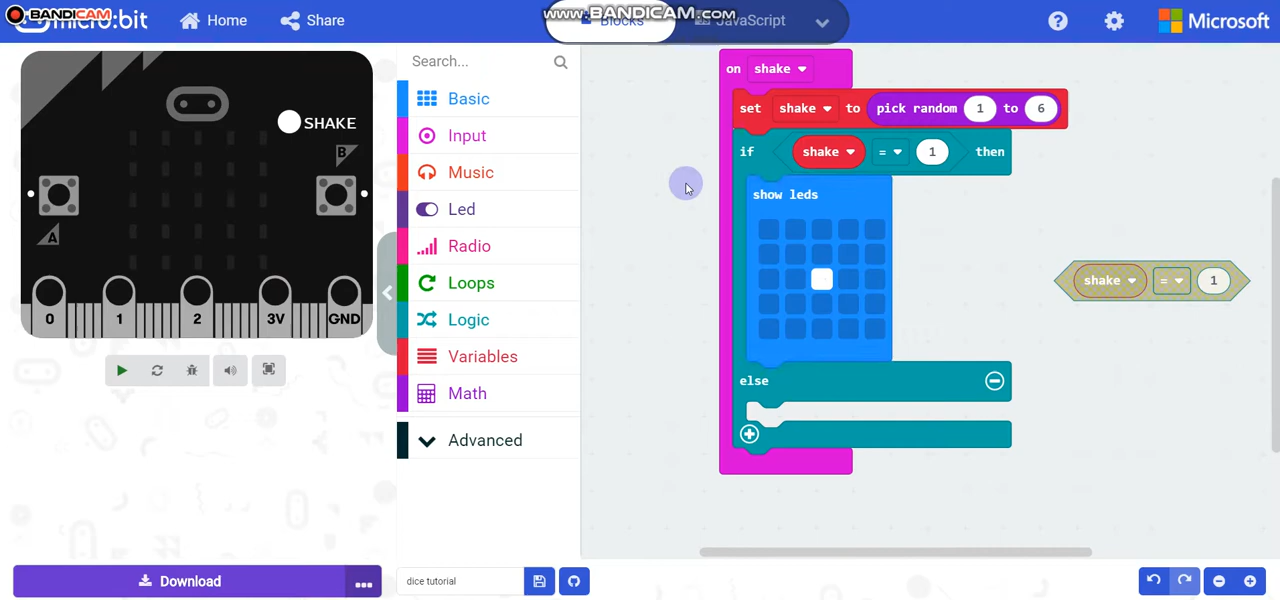 BANDICAM
micro:bit
Home
Share
www.BANDICAM.com
Blocks
JavaScript
?
Microsoft
SHAKE
B
A
0 1 2 3V GND
Download
...
Search...
Basic
Input
Music
Led
Radio
Loops
Logic
Variables
Math
Advanced
dice tutorial
on shake
set shake to pick random 1 to 6
if shake = 1 then
show leds
shake = 1
else